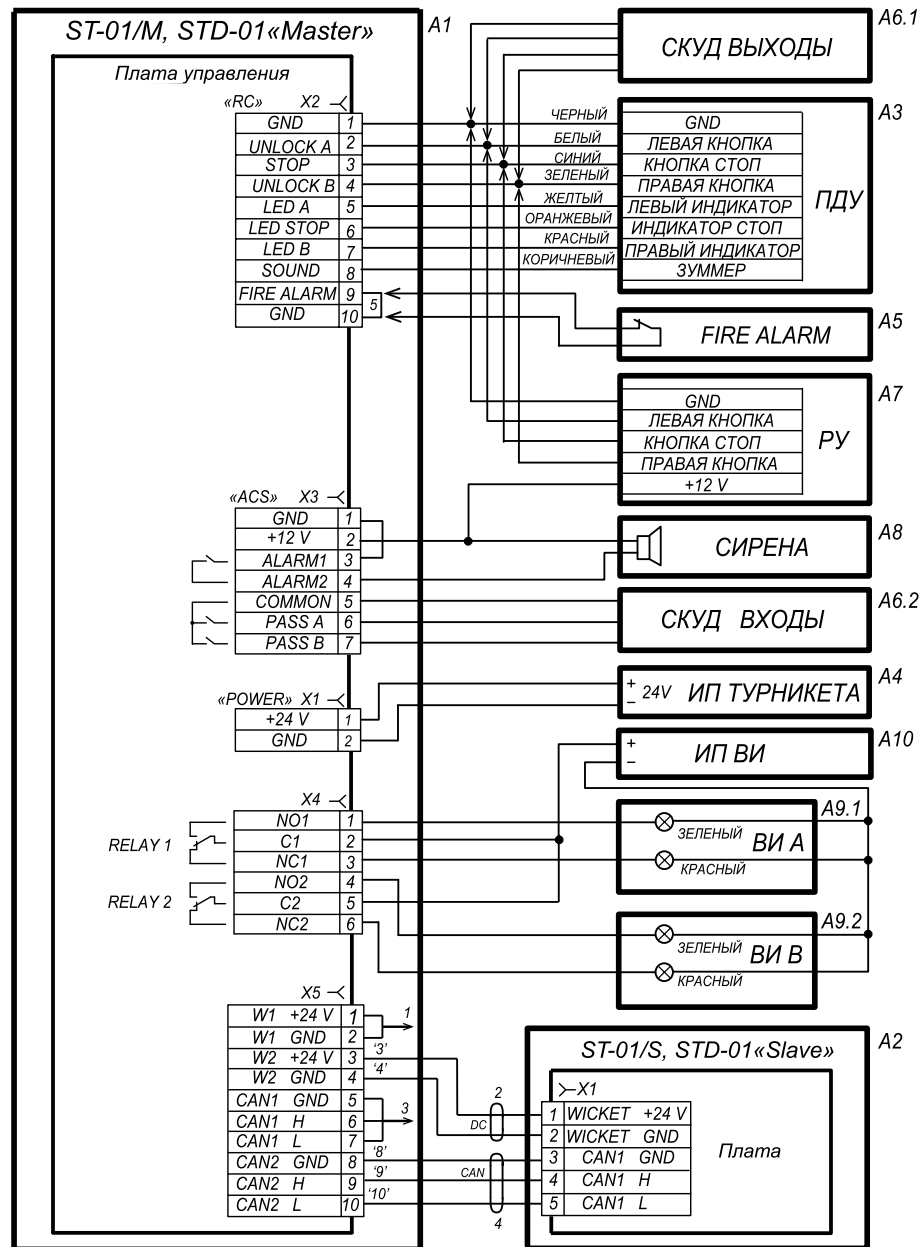 ST-01/M, STD-01«Master»
A1
Плата управления
«RC» X2
GND 1
UNLOCK A 2
STOP 3
UNLOCK B 4
LED A 5
LED STOP 6
LED B 7
SOUND 8
FIRE ALARM 9
GND 10
5
ЧЕРНЫЙ
БЕЛЫЙ
СИНИЙ
ЗЕЛЕНЫЙ
ЖЕЛТЫЙ
ОРАНЖЕВЫЙ
КРАСНЫЙ
КОРИЧНЕВЫЙ
СКУД ВЫХОДЫ
A6.1
A3
GND
ЛЕВАЯ КНОПКА
КНОПКА СТОП
ПРАВАЯ КНОПКА
ЛЕВЫЙ ИНДИКАТОР
ИНДИКАТОР СТОП
ПРАВЫЙ ИНДИКАТОР
ЗУММЕР
ПДУ
FIRE ALARM
A5
A7
GND
ЛЕВАЯ КНОПКА
КНОПКА СТОП
ПРАВАЯ КНОПКА
+12 V
РУ
«ACS» X3
GND 1
+12 V 2
ALARM1 3
ALARM2 4
COMMON 5
PASS A 6
PASS B 7
СИРЕНА
A8
СКУД ВХОДЫ
A6.2
«POWER» X1
+24 V 1
GND 2
+
– 24V ИП ТУРНИКЕТА
A4
+
–
ИП ВИ
A10
X4
NO1 1
C1 2
NC1 3
NO2 4
C2 5
NC2 6
RELAY 1
RELAY 2
A9.1
ЗЕЛЕНЫЙ
КРАСНЫЙ
ВИ A
A9.2
ЗЕЛЕНЫЙ
КРАСНЫЙ
ВИ B
X5
W1 +24 V 1
W1 GND 2
W2 +24 V 3
W2 GND 4
CAN1 GND 5
CAN1 H 6
CAN1 L 7
CAN2 GND 8
CAN2 H 9
CAN2 L 10
1
‘3’
‘4’
3
‘8’
‘9’
‘10’
2
DC
CAN
4
ST-01/S, STD-01«Slave»
A2
X1
1 WICKET +24 V
2 WICKET GND
3 CAN1 GND
4 CAN1 H
5 CAN1 L
Плата